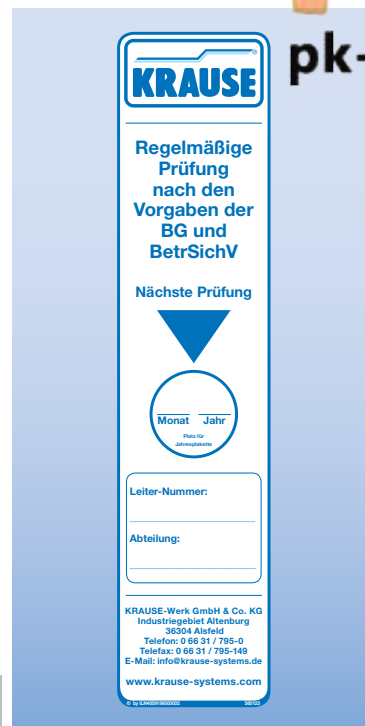 pk-
KRAUSE®
Regelmäßige
Prüfung
nach den
Vorgaben der
BG und
BetrSichV
Nächste Prüfung
Monat Jahr
Platz für
Jahresplakette
Leiter-Nummer:
Abteilung:
KRAUSE-Werk GmbH & Co. KG
Industriegebiet Altenburg
36304 Alsfeld
Telefon: 0 66 31 / 795-0
Telefax: 0 66 31 / 795-149
E-Mail: info@krause-systems.de
www.krause-systems.com
© by